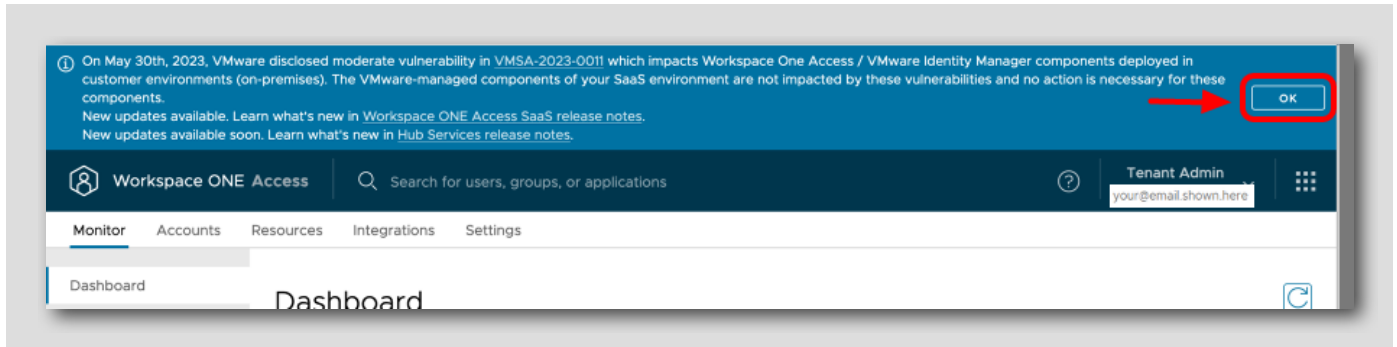 On May 30th, 2023, VMware disclosed moderate vulnerability in VMSA-2023-0011 which impacts Workspace One Access / VMware Identity Manager components deployed in
customer environments (on-premises). The VMware-managed components of your SaaS environment are not impacted by these vulnerabilities and no action is necessary for these
components.
New updates available. Learn what's new in Workspace ONE Access SaaS release notes.
New updates available soon. Learn what's new in Hub Services release notes.
OK
Workspace ONE Access
Search for users, groups, or applications
Tenant Admin
your@email.shown.here
Monitor Accounts Resources Integrations Settings
Dashboard
Dashboard